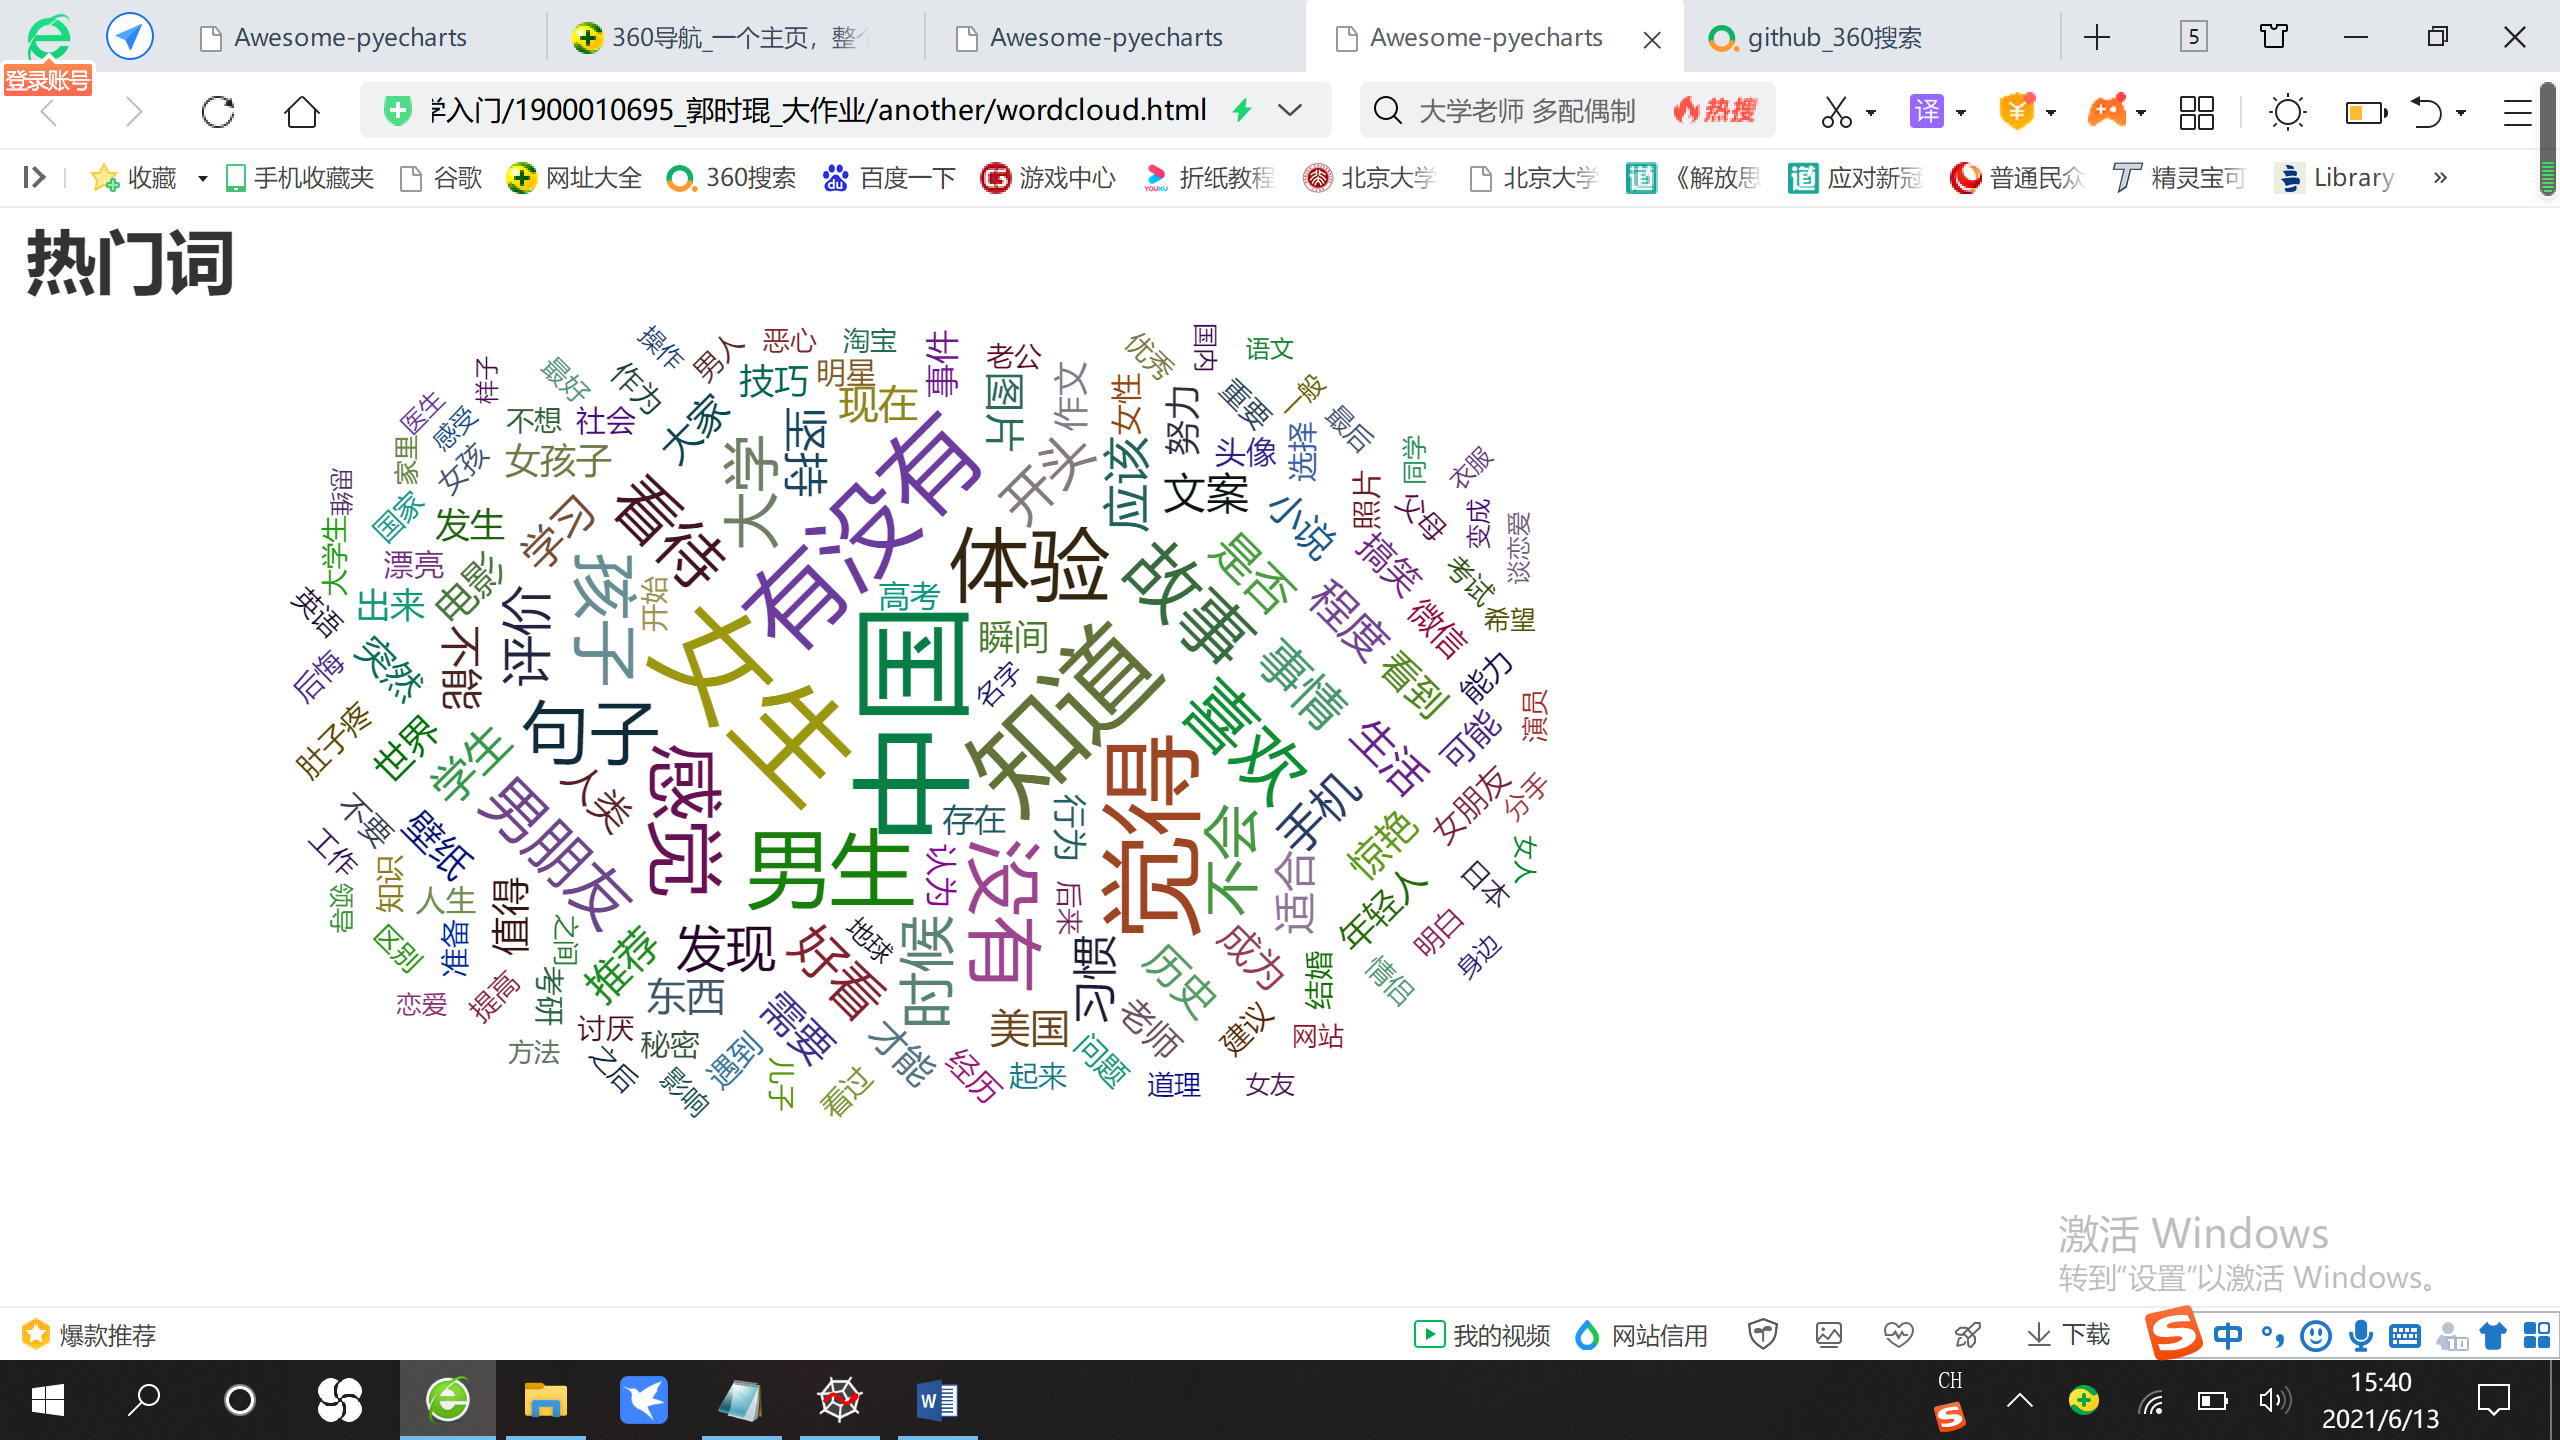 Awesome-pyecharts
360导航_一个主页，整个
Awesome-pyecharts
Awesome-pyecharts
github_360搜索
5
登录账号
学入门/1900010695_郭时琨_大作业/another/wordcloud.html
大学老师 多配偶制
热搜
译
收藏
手机收藏夹
谷歌
网址大全
360搜索
百度一下
游戏中心
折纸教程
北京大学
北京大学
《解放思
应对新冠
普通民众
精灵宝可
Library
»
热门词
操作
男人
恶心
淘宝
事件
老公
优秀
国内
语文
样子
最好
作为
技巧
明星
现在
图片
作文
女性
重要
一般
医生
感受
不想
社会
大家
坚持
努力
头像
选择
最后
家里
女孩
女孩子
大学
有没有
开头
应该
文案
同学
衣服
国家
发生
学习
看待
小说
照片
父母
变成
谈恋爱
大学生
漂亮
电影
孩子
开始
高考
体验
故事
是否
搞笑
考试
英语
出来
不能
评价
瞬间
程度
微信
希望
后海
突然
女生
中国
名字
知道
事情
看到
能力
肚子疼
世界
学生
句子
喜欢
生活
可能
演员
不要
壁纸
男朋友
人类
感觉
男生
存在
行为
觉得
手机
女朋友
分手
工作
知识
人生
认为
没有
不会
惊艳
女人
导领
值得
后来
适合
年轻人
日本
区别
准备
之间
推荐
发现
好看
地球
时候
习惯
历史
成为
明白
身边
恋爱
提高
考研
东西
结婚
情侣
方法
讨厌
秘密
需要
才能
美国
老师
建议
网站
之后
影响
遇到
儿子
看过
经历
起来
问题
道理
女友
激活 Windows
转到“设置”以激活 Windows。
爆款推荐
我的视频
网站信用
下载
中
CH
15:40
2021/6/13